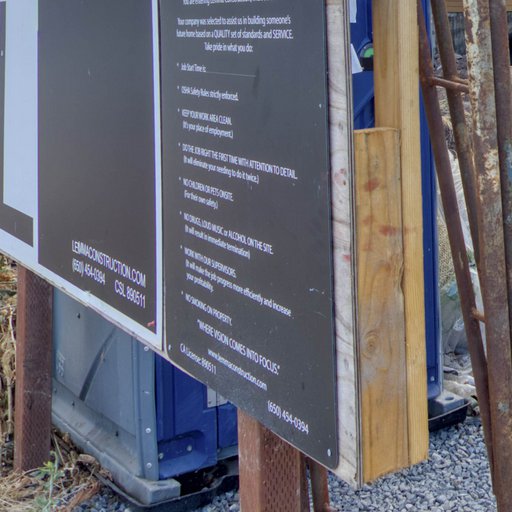 Your company was selected to assist us in building someone's
future home based on a QUALITY set of standards and SERVICE.
Take pride in what you do:
* Job Start Time is:
* OSHA Safety Rules strictly enforced.
* KEEP YOUR WORK AREA CLEAN.
(It's your place of employment.)
* DO THE JOB RIGHT THE FIRST TIME WITH ATTENTION TO DETAIL.
(It will eliminate your needing to do it twice.)
* NO CHILDREN OR PETS ONSITE.
(For their own safety.)
* NO DRUGS, LOUD MUSIC, or ALCOHOL ON THE SITE.
(It will result in immediate termination)
* WORK WITH OUR SUPERVISORS.
(It will make the job progress more efficiently and increase
your profitability.
* NO SMOKING ON PROPERTY.
"WHERE VISION COMES INTO FOCUS"
www.lemmaconstruction.com
CA License: 890511
(650) 454-0394
LEMMACONSTRUCTION.COM
(650) 454-0394 CSL 890511